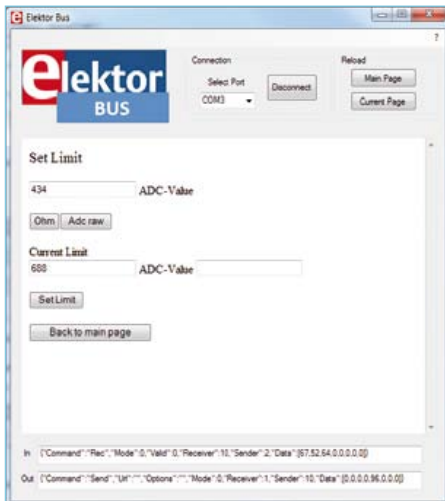 Elektor Bus
?
elektor
BUS
Connection
Select Port
COM3
Disconnect
Reload
Main Page
Current Page
Set Limit
434 ADC-Value
Ohm Adc raw
Current Limit
688 ADC-Value
Set Limit
Back to main page
In {"Command":"Rec","Mode":0,"Valid":0,"Receiver":10,"Sender":2,"Data":[67,52,64,0,0,0,0,0]}
Out {"Command":"Send","Url":"","Options":"","Mode":0,"Receiver":1,"Sender":10,"Data":[0,0,0,0,96,0,0,0]}